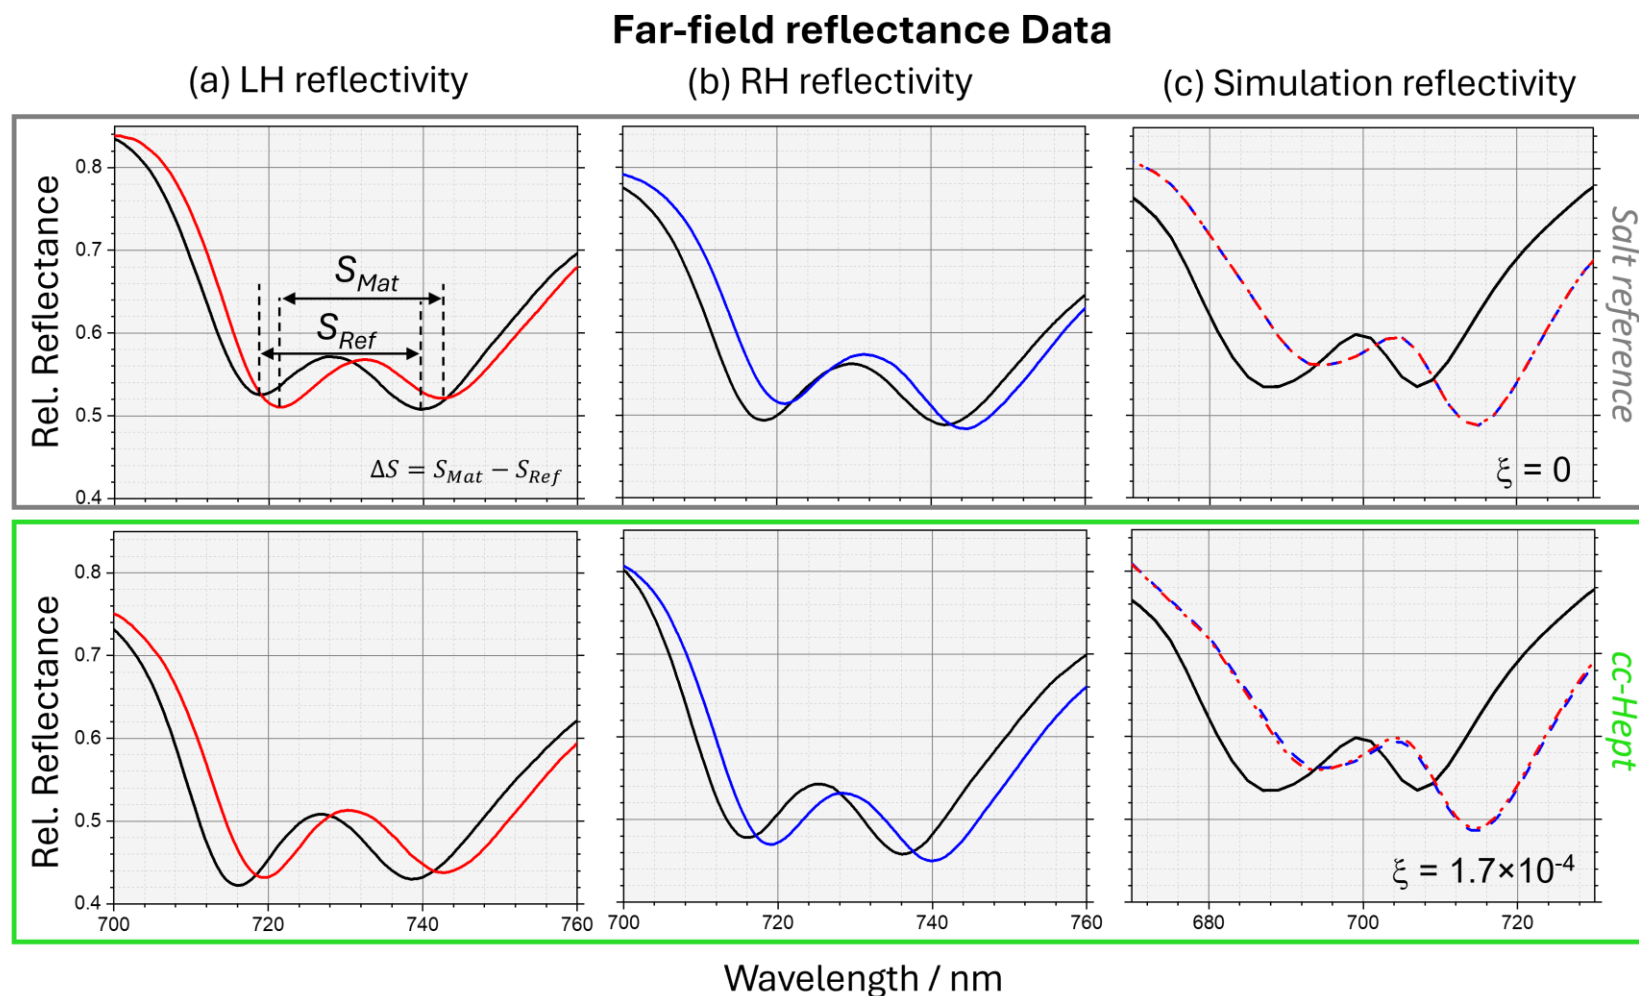 Far-field reflectance Data
(a) LH reflectivity
(b) RH reflectivity
(c) Simulation reflectivity
Rel. Reflectance
0.8
0.7
0.6
0.5
0.4
S_Mat
S_Ref
ΔS = S_Mat − S_Ref
ξ = 0
680
700
720
Salt reference
Rel. Reflectance
0.8
0.7
0.6
0.5
0.4
700
720
740
760
700
720
740
760
ξ = 1.7×10⁻⁴
680
700
720
cc-Hept
Wavelength / nm